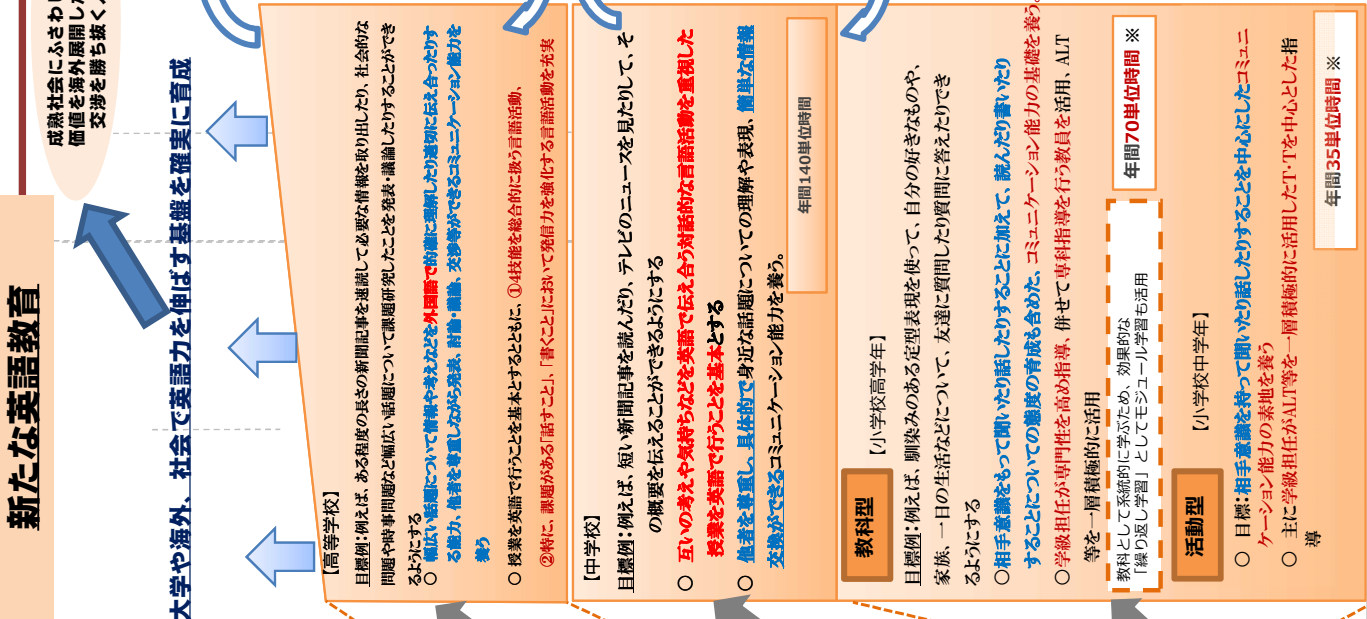 新たな英語教育
成熟社会にふさわ
価値を海外展開した
交渉を勝ち抜く
大学や海外、社会で英語力を伸ばす基盤を確実に育成
【高等学校】
目標例：例えば、ある程度の長さの新聞記事を速読して必要な情報を取り出したり、社会的な
問題や時事問題など幅広い話題について課題研究したことを発表・議論したりすることができ
るようにする
○ 幅広い話題について情報や考えなどを外国語で的確に理解したり適切に伝え合ったりす
る能力、他者を尊重しながら発表、討論・議論、交渉等ができるコミュニケーション能力を
養う
○ 授業を英語で行うことを基本とするとともに、①4技能を総合的に扱う言語活動、
②特に、課題がある「話すこと」、「書くこと」において発信力を強化する言語活動を充実
【中学校】
目標例：例えば、短い新聞記事を読んだり、テレビのニュースを見たりして、そ
の概要を伝えることができるようにする
○ 互いの考えや気持ちなどを英語で伝え合う対話的な言語活動を重視した
授業を英語で行うことを基本とする
○ 他者を尊重し、具体的で身近な話題についての理解や表現、簡単な情報
交換ができるコミュニケーション能力を養う。
年間140単位時間
教科型
【小学校高学年】
目標例：例えば、馴染みのある定型表現を使って、自分の好きなものや、
家族、一日の生活などについて、友達に質問したり質問に答えたりでき
るようにする
○相手意識をもって聞いたり話したりすることに加えて、読んだり書いたり
することについての態度の育成も含めた、コミュニケーション能力の基礎を養う。
○学級担任が専門性を高め指導、併せて専科指導を行う教員を活用、ALT
等を一層積極的に活用
教科として系統的に学ぶため、効果的な
「繰り返し学習」としてモジュール学習も活用
年間70単位時間 ※
活動型
【小学校中学年】
○ 目標：相手意識を持って聞いたり話したりすることを中心にしたコミュニ
ケーション能力の素地を養う
○ 主に学級担任がALT等を一層積極的に活用したT・Tを中心とした指
導
年間35単位時間 ※